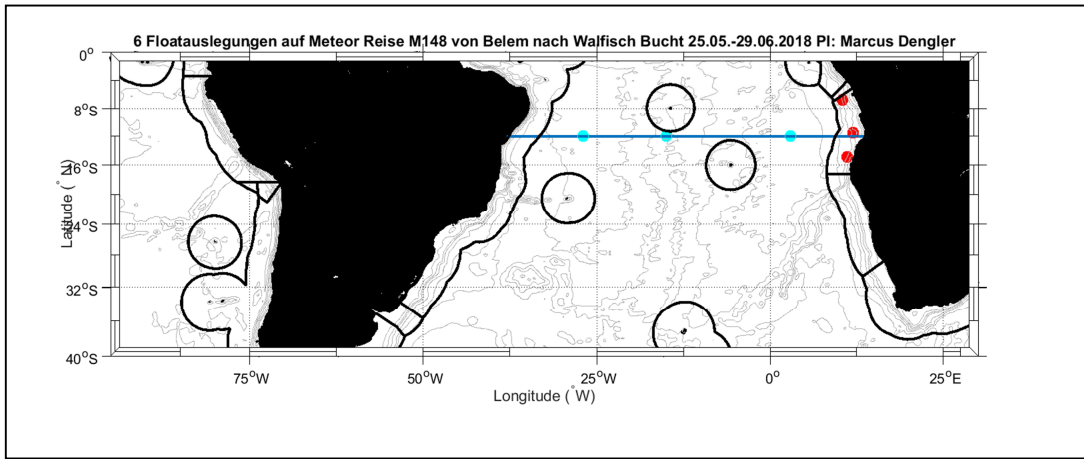 6 Floatauslegungen auf Meteor Reise M148 von Belem nach Walfisch Bucht 25.05.-29.06.2018 PI: Marcus Dengler
0°
8°S
16°S
24°S
32°S
40°S
Latitude (°N)
75°W
50°W
25°W
0°
25°E
Longitude (°W)